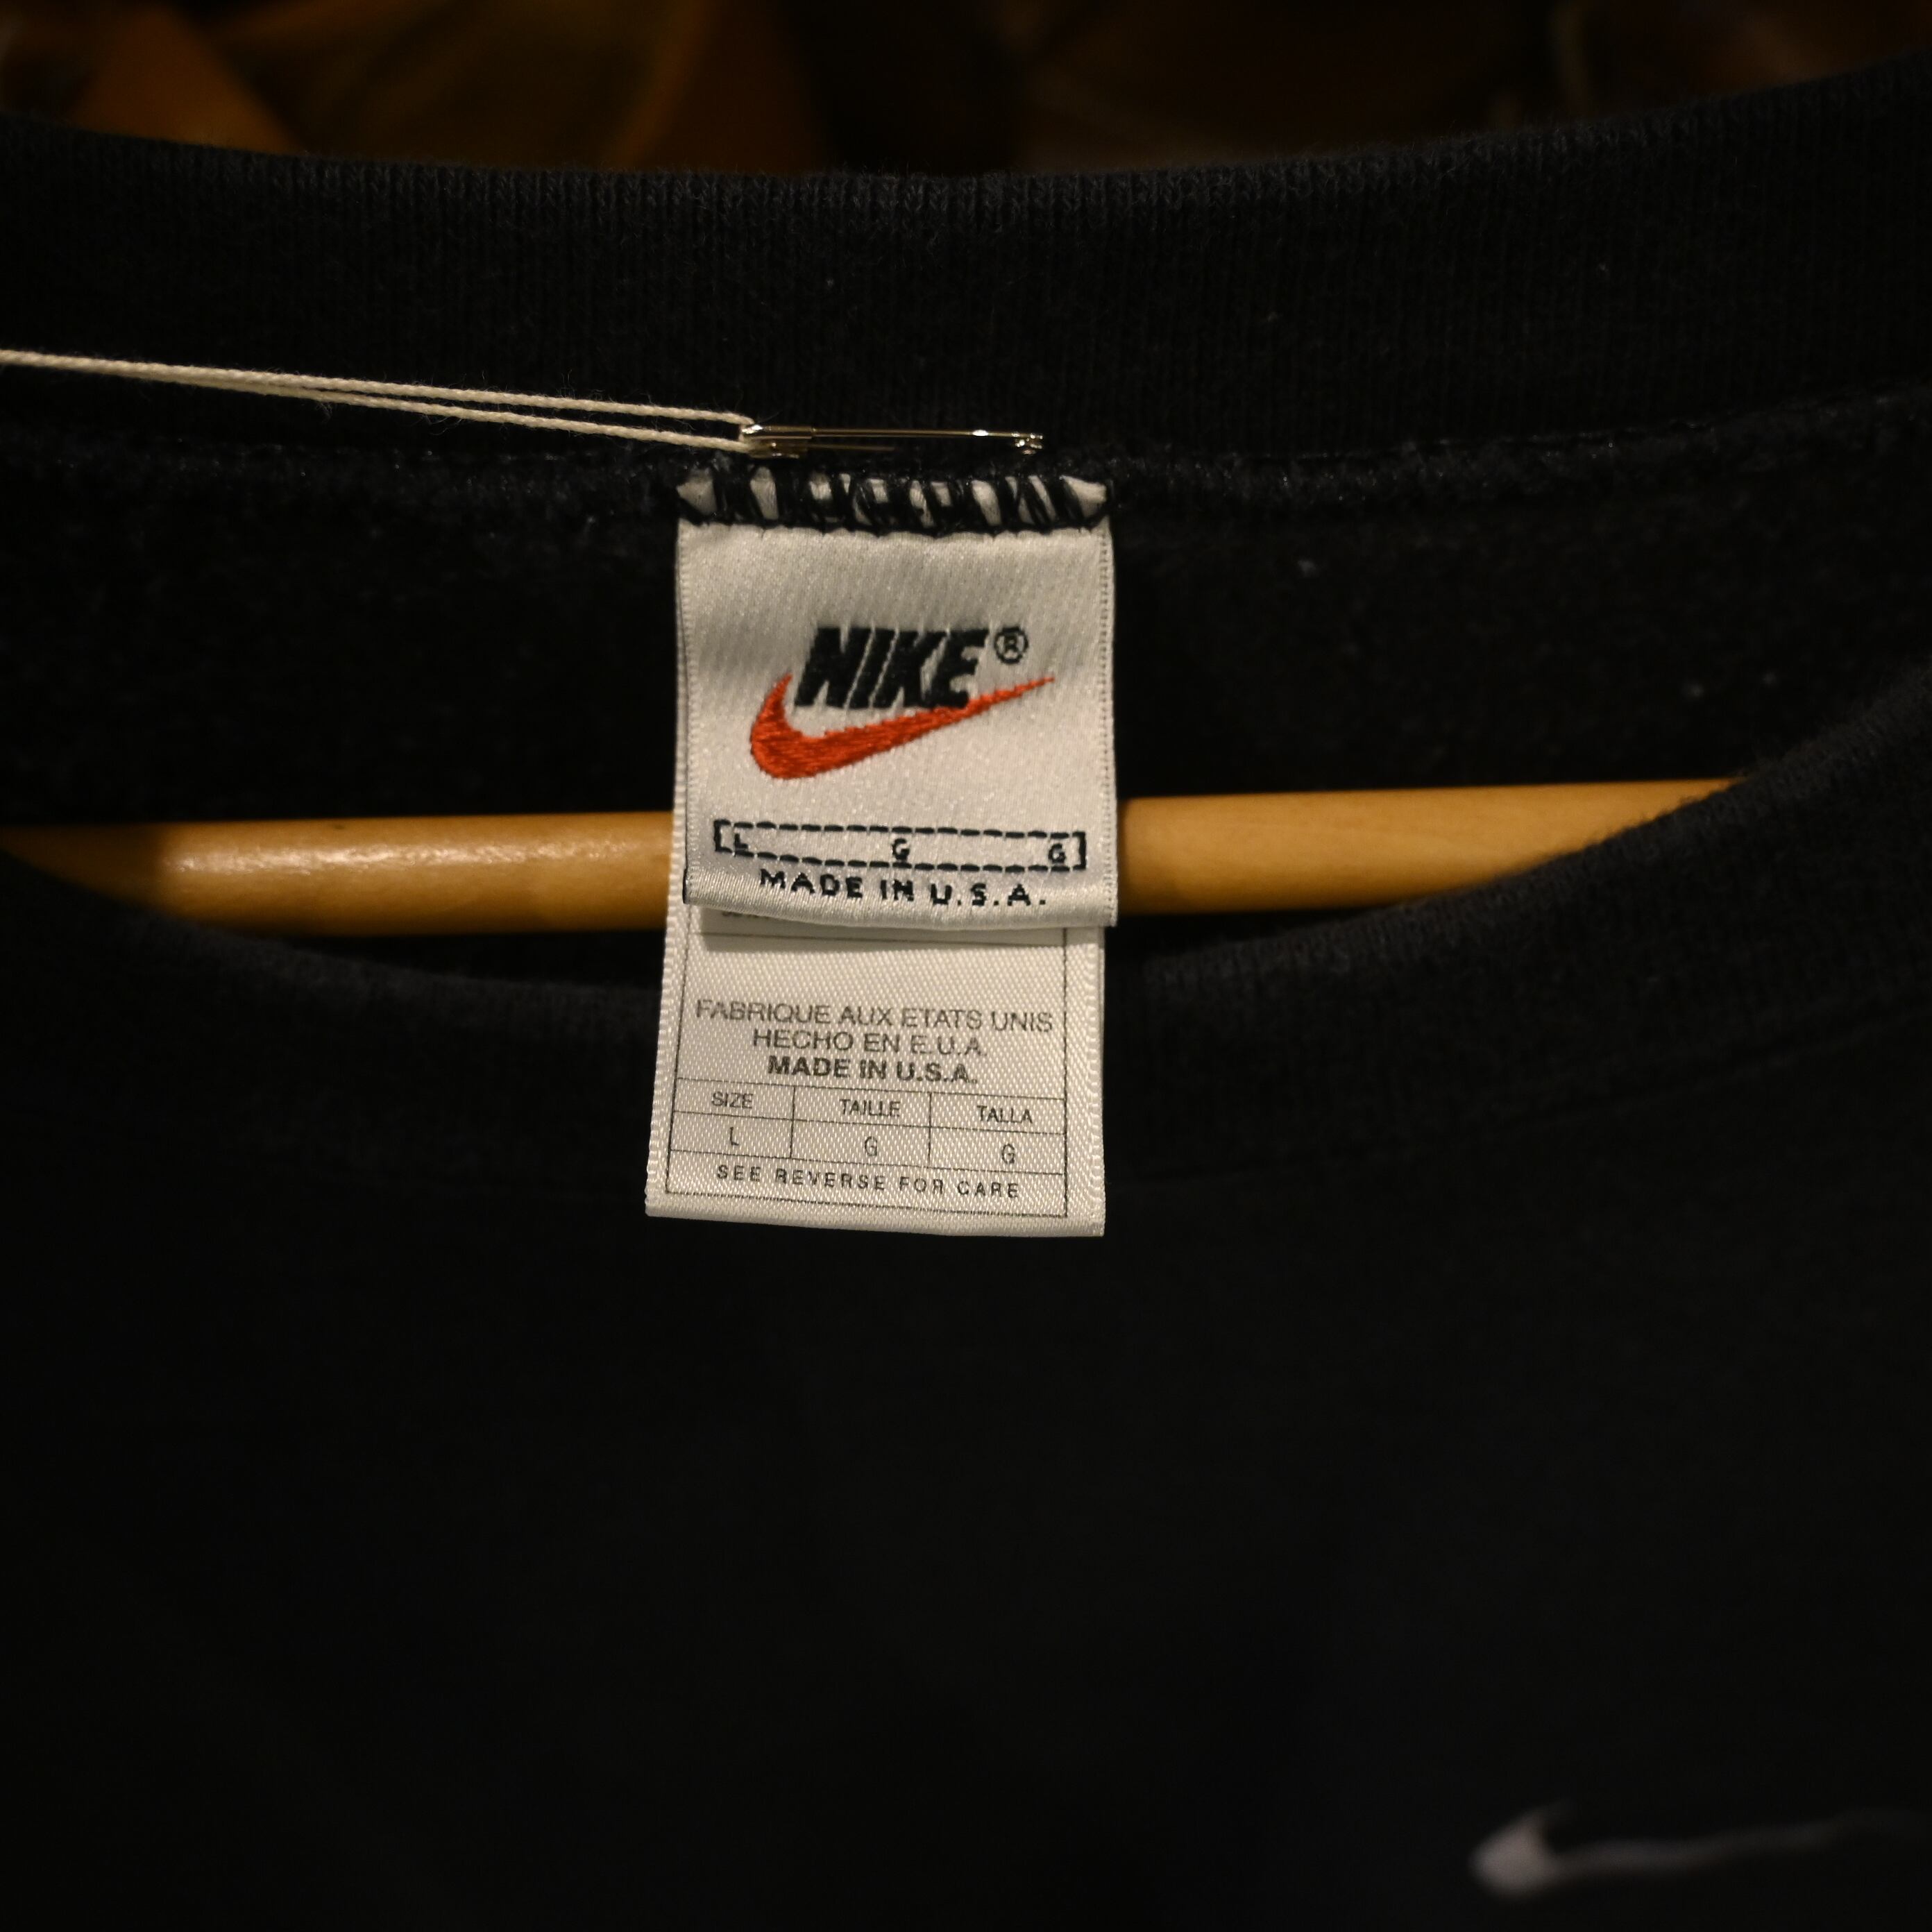 NIKE®
L G G
MADE IN U.S.A.
FABRIQUE AUX ETATS UNIS
HECHO EN E.U.A.
MADE IN U.S.A.
SIZE TAILLE TALLA
L G G
SEE REVERSE FOR CARE